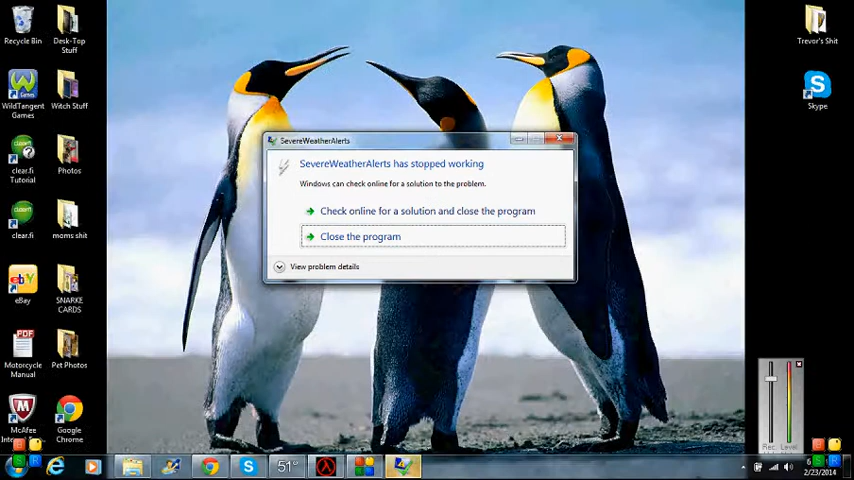 Recycle Bin
Desk-Top
Stuff
WildTangent
Games
Witch Stuff
clear.fi
Tutorial
Photos
clear.fi
moms shit
eBay
SNARKE
CARDS
PDF
Motorcycle
Manual
Pet Photos
McAfee
Google
Chrome
Trevor's Shit
Skype
SevereWeatherAlerts
SevereWeatherAlerts has stopped working
Windows can check online for a solution to the problem.
Check online for a solution and close the program
Close the program
View problem details
Rec
Level
51°
2/23/2014